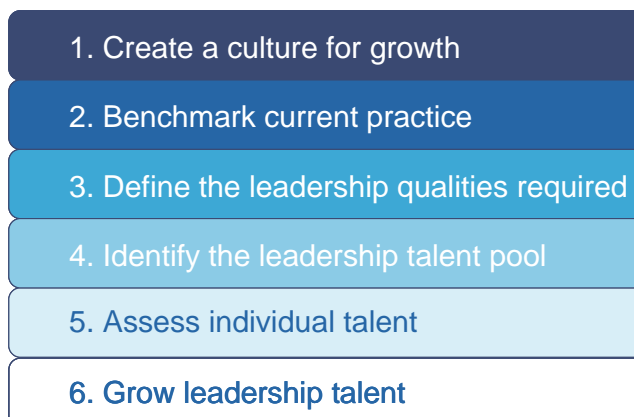 1. Create a culture for growth
2. Benchmark current practice
3. Define the leadership qualities required
4. Identify the leadership talent pool
5. Assess individual talent
6. Grow leadership talent